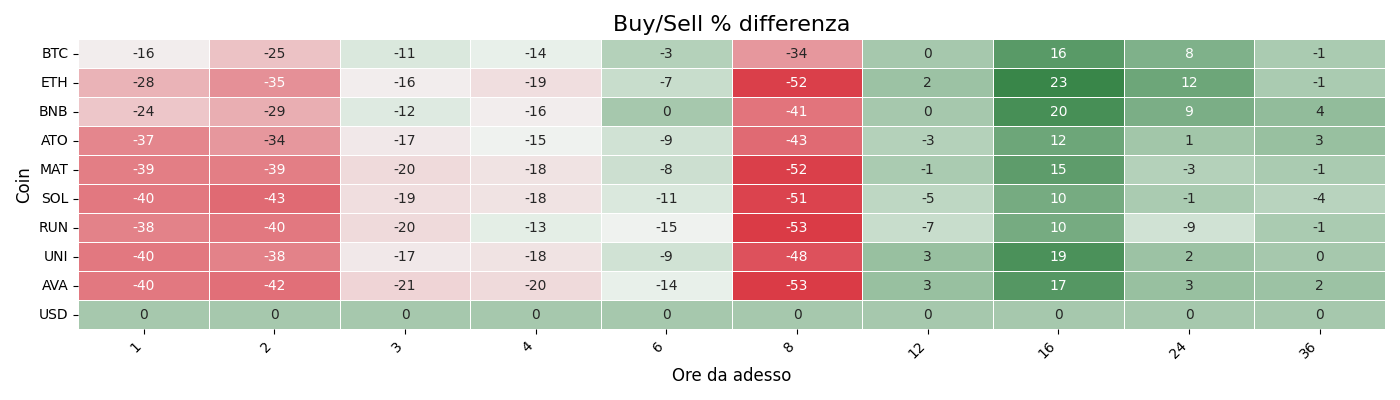 Buy/Sell % differenza
Coin
BTC -16 -25 -11 -14 -3 -34 0 16 8 -1
ETH -28 -35 -16 -19 -7 -52 2 23 12 -1
BNB -24 -29 -12 -16 0 -41 0 20 9 4
ATO -37 -34 -17 -15 -9 -43 -3 12 1 3
MAT -39 -39 -20 -18 -8 -52 -1 15 -3 -1
SOL -40 -43 -19 -18 -11 -51 -5 10 -1 -4
RUN -38 -40 -20 -13 -15 -53 -7 10 -9 -1
UNI -40 -38 -17 -18 -9 -48 3 19 2 0
AVA -40 -42 -21 -20 -14 -53 3 17 3 2
USD 0 0 0 0 0 0 0 0 0 0
1 2 3 4 6 8 12 16 24 36
Ore da adesso